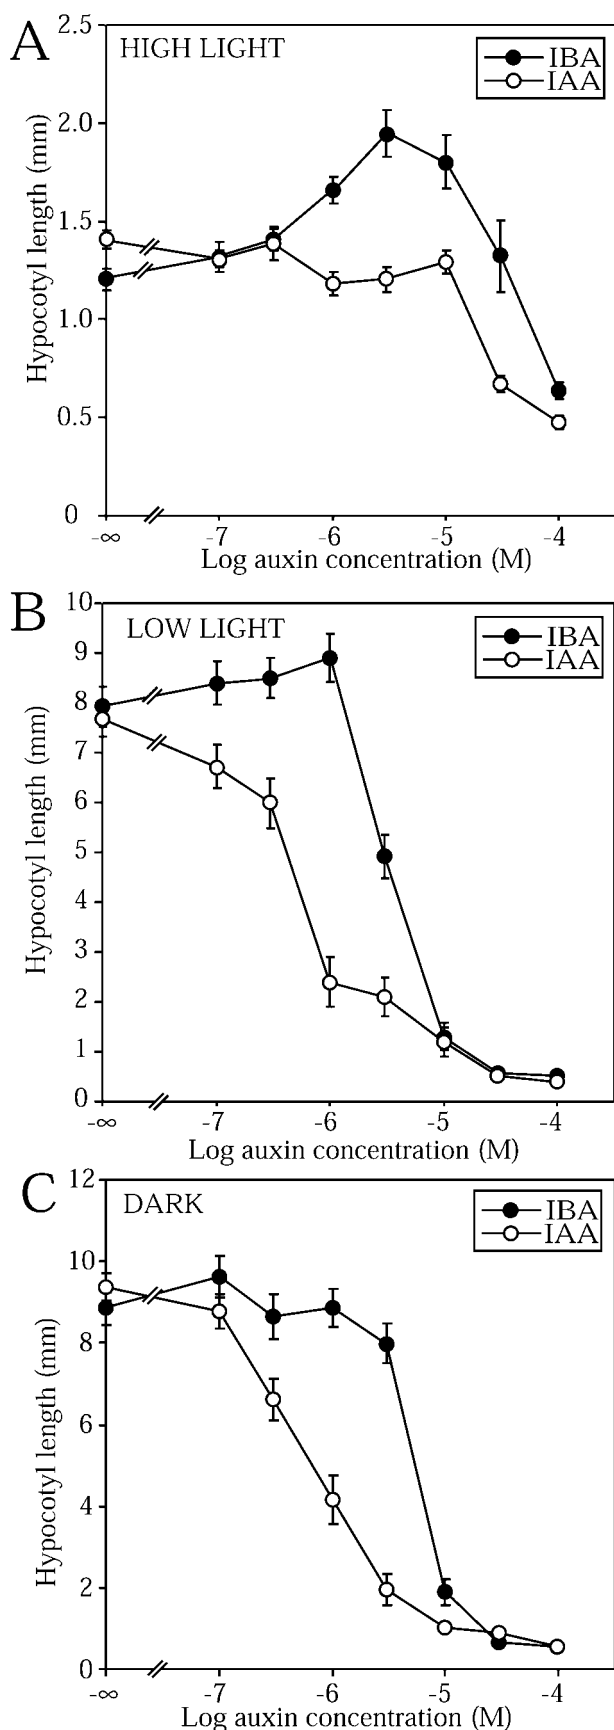 A
HIGH LIGHT
IBA
IAA
2.5
2.0
1.5
1.0
0.5
0
Hypocotyl length (mm)
-∞ -7 -6 -5 -4
Log auxin concentration (M)
B
LOW LIGHT
IBA
IAA
10
9
8
7
6
5
4
3
2
1
0
Hypocotyl length (mm)
-∞ -7 -6 -5 -4
Log auxin concentration (M)
C
DARK
IBA
IAA
12
10
8
6
4
2
0
Hypocotyl length (mm)
-∞ -7 -6 -5 -4
Log auxin concentration (M)